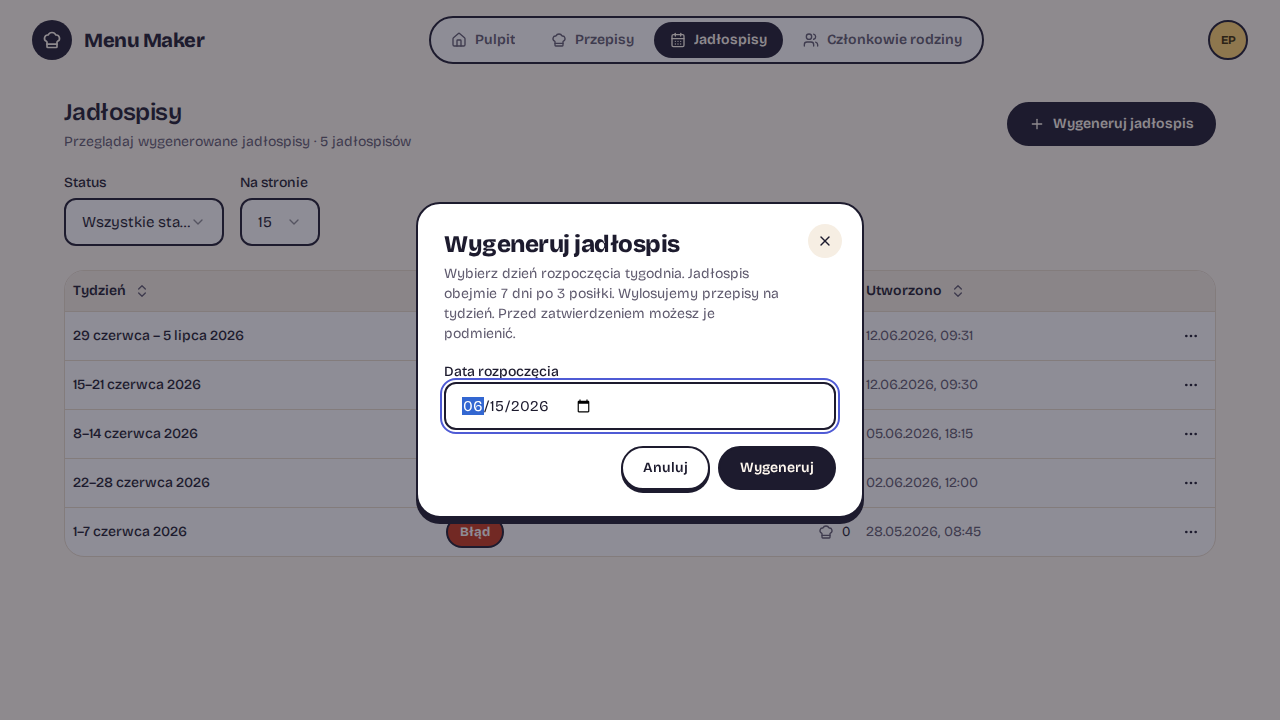 Menu Maker
Pulpit
Przepisy
Jadłospisy
Członkowie rodziny
EP
Jadłospisy
Przeglądaj wygenerowane jadłospisy · 5 jadłospisów
Wygeneruj jadłospis
Status
Na stronie
Wszystkie sta...
15
Tydzień
Utworzono
29 czerwca – 5 lipca 2026
12.06.2026, 09:31
15–21 czerwca 2026
12.06.2026, 09:30
8–14 czerwca 2026
05.06.2026, 18:15
22–28 czerwca 2026
02.06.2026, 12:00
1–7 czerwca 2026
Błąd
0
28.05.2026, 08:45
Wygeneruj jadłospis
Wybierz dzień rozpoczęcia tygodnia. Jadłospis
obejmie 7 dni po 3 posiłki. Wylosujemy przepisy na
tydzień. Przed zatwierdzeniem możesz je
podmienić.
Data rozpoczęcia
06/15/2026
Anuluj
Wygeneruj